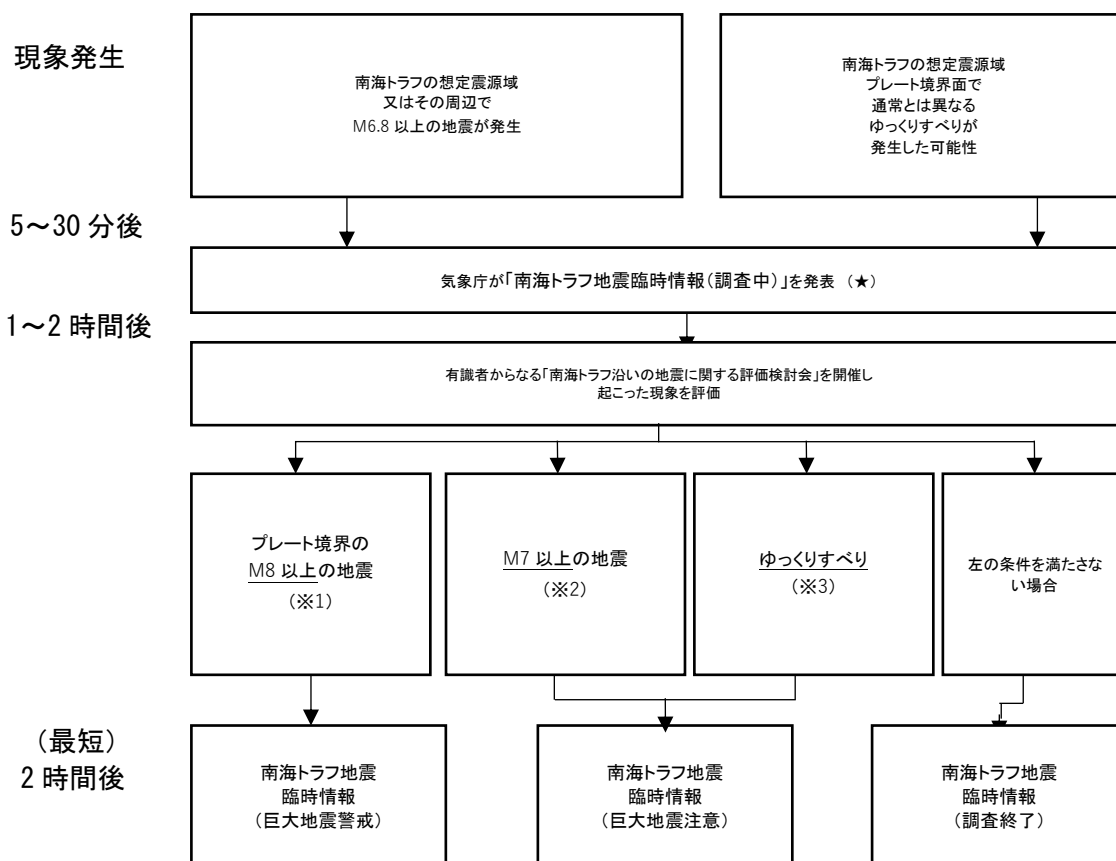 現象発生
南海トラフの想定震源域
又はその周辺で
M6.8 以上の地震が発生
南海トラフの想定震源域
プレート境界面で
通常とは異なる
ゆっくりすべりが
発生した可能性
5～30 分後
気象庁が「南海トラフ地震臨時情報(調査中)」を発表 (★)
1～2 時間後
有識者からなる「南海トラフ沿いの地震に関する評価検討会」を開催し
起こった現象を評価
プレート境界の
M8 以上の地震
(※1)
M7 以上の地震
(※2)
ゆっくりすべり
(※3)
左の条件を満たさな
い場合
(最短)
2 時間後
南海トラフ地震
臨時情報
(巨大地震警戒)
南海トラフ地震
臨時情報
(巨大地震注意)
南海トラフ地震
臨時情報
(調査終了)